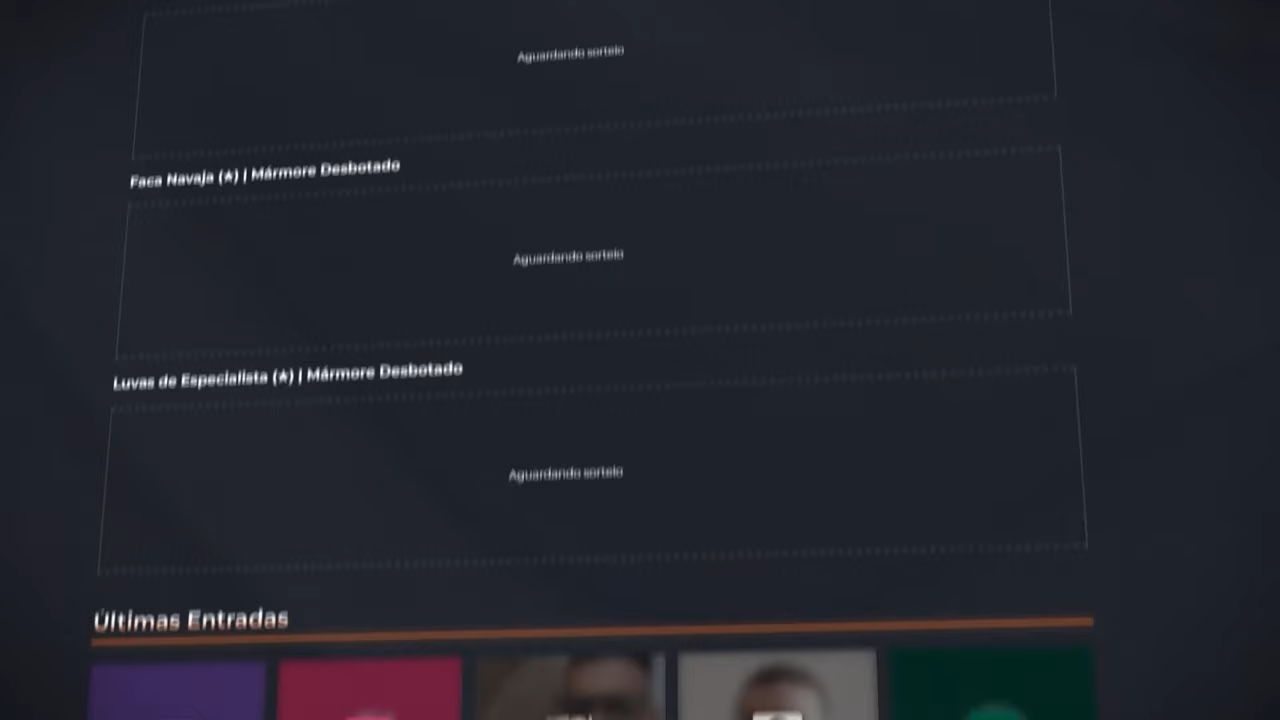 Aguardando sorteio
Faca Navaja (★) | Mármore Desbotado
Aguardando sorteio
Luvas de Especialista (★) | Mármore Desbotado
Aguardando sorteio
Últimas Entradas